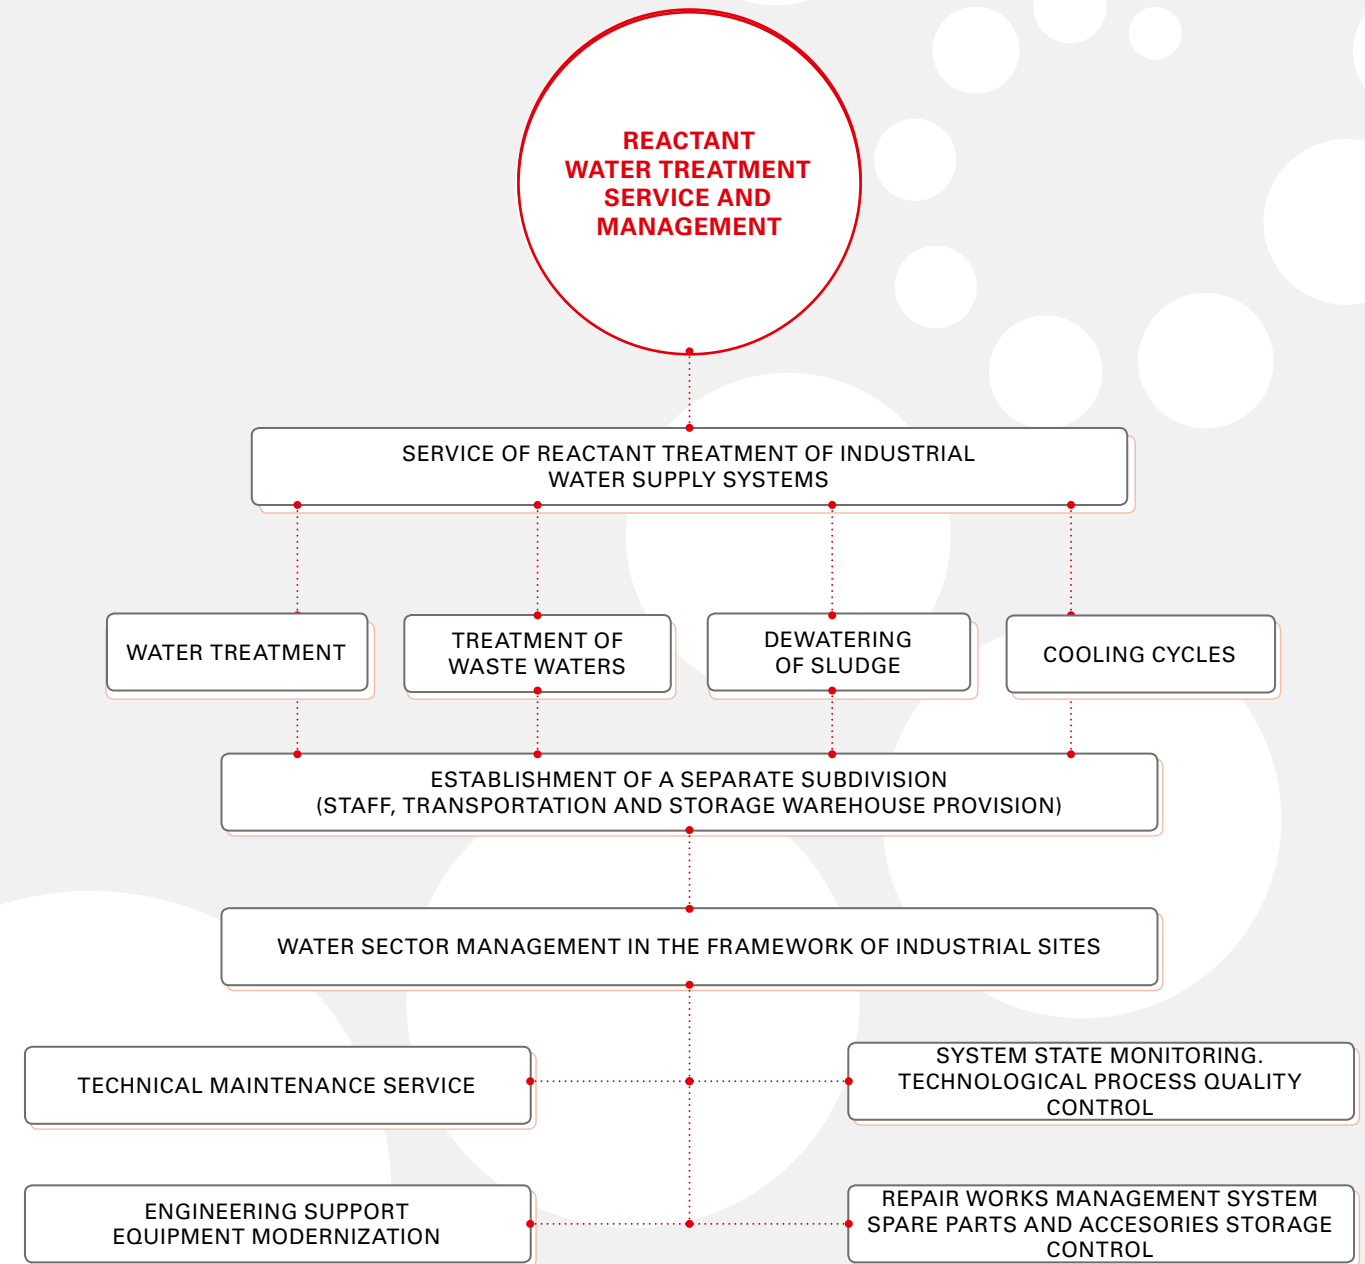 REACTANT
WATER TREATMENT
SERVICE AND
MANAGEMENT
SERVICE OF REACTANT TREATMENT OF INDUSTRIAL
WATER SUPPLY SYSTEMS
WATER TREATMENT
TREATMENT OF
WASTE WATERS
DEWATERING
OF SLUDGE
COOLING CYCLES
ESTABLISHMENT OF A SEPARATE SUBDIVISION
(STAFF, TRANSPORTATION AND STORAGE WAREHOUSE PROVISION)
WATER SECTOR MANAGEMENT IN THE FRAMEWORK OF INDUSTRIAL SITES
TECHNICAL MAINTENANCE SERVICE
SYSTEM STATE MONITORING.
TECHNOLOGICAL PROCESS QUALITY
CONTROL
ENGINEERING SUPPORT
EQUIPMENT MODERNIZATION
REPAIR WORKS MANAGEMENT SYSTEM
SPARE PARTS AND ACCESORIES STORAGE
CONTROL